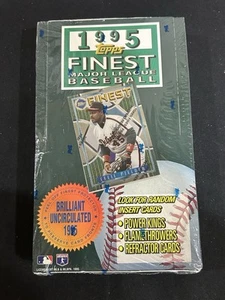 1995
Topps
FINEST
MAJOR LEAGUE
BASEBALL
FINEST
BRILLIANT
UNCIRCULATED
1995
LOOK FOR RANDOM
INSERT CARDS
• POWER KINGS
• FLAME THROWERS
• REFRACTOR CARDS